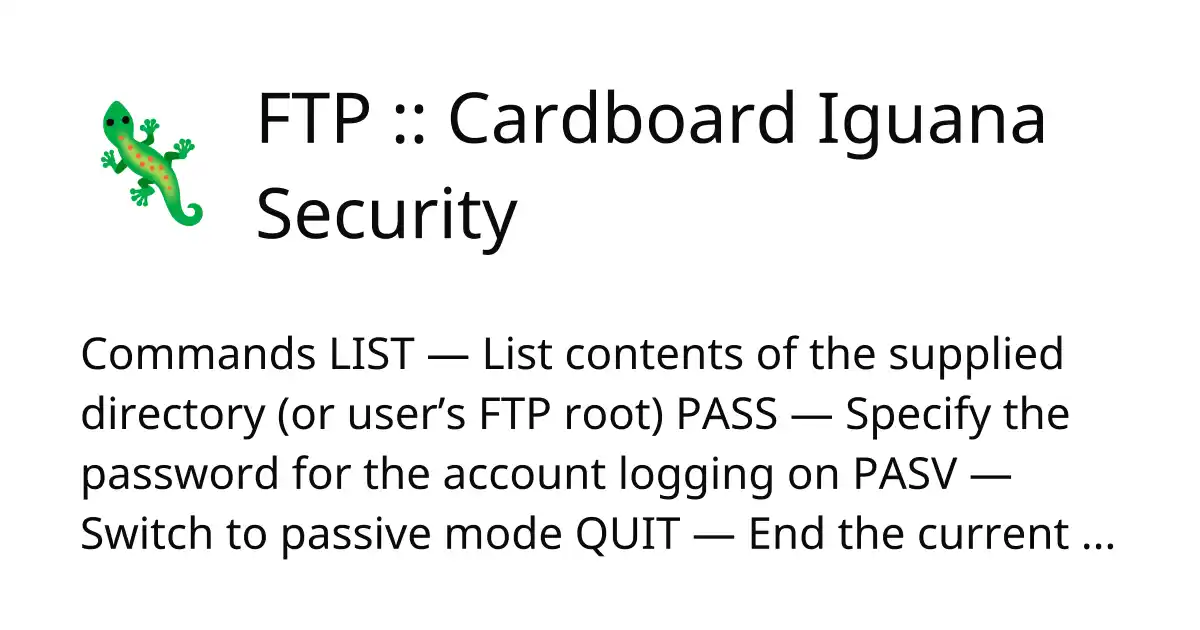 FTP :: Cardboard Iguana
Security
Commands LIST — List contents of the supplied
directory (or user’s FTP root) PASS — Specify the
password for the account logging on PASV —
Switch to passive mode QUIT — End the current ...